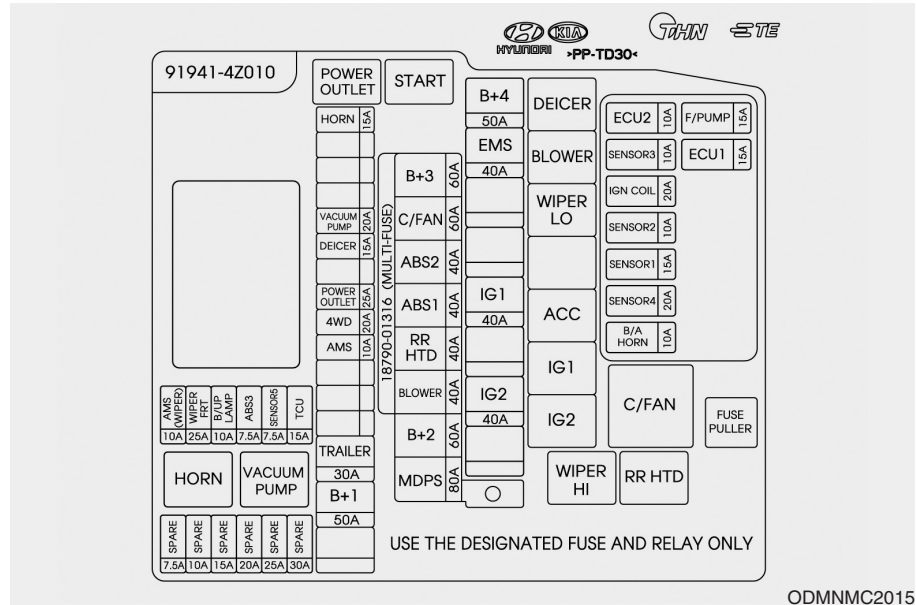 HYUNDAI
KIA
>PP-TD30<
THN
TE
91941-4Z010
POWER
OUTLET
START
HORN 15A
VACUUM
PUMP 20A
DEICER 15A
POWER
OUTLET 25A
4WD 20A
AMS 10A
TRAILER
30A
B+1
50A
18790-01316 (MULTI-FUSE)
B+3 60A
C/FAN 60A
ABS2 40A
ABS1 40A
RR
HTD 40A
BLOWER 40A
B+2 60A
MDPS 80A
B+4
50A
EMS
40A
IG1
40A
IG2
40A
DEICER
BLOWER
WIPER
LO
ACC
IG1
IG2
WIPER
HI
RR HTD
C/FAN
FUSE
PULLER
ECU2 10A
F/PUMP 15A
SENSOR3 10A
ECU1 15A
IGN COIL 20A
SENSOR2 10A
SENSOR1 15A
SENSOR4 20A
B/A
HORN 10A
AMS
(WIPER)
10A
WIPER
FRT
25A
B/UP
LAMP
10A
ABS3
7.5A
SENSOR5
7.5A
TCU
15A
HORN
VACUUM
PUMP
SPARE
7.5A
SPARE
10A
SPARE
15A
SPARE
20A
SPARE
25A
SPARE
30A
USE THE DESIGNATED FUSE AND RELAY ONLY
ODMNMC2015